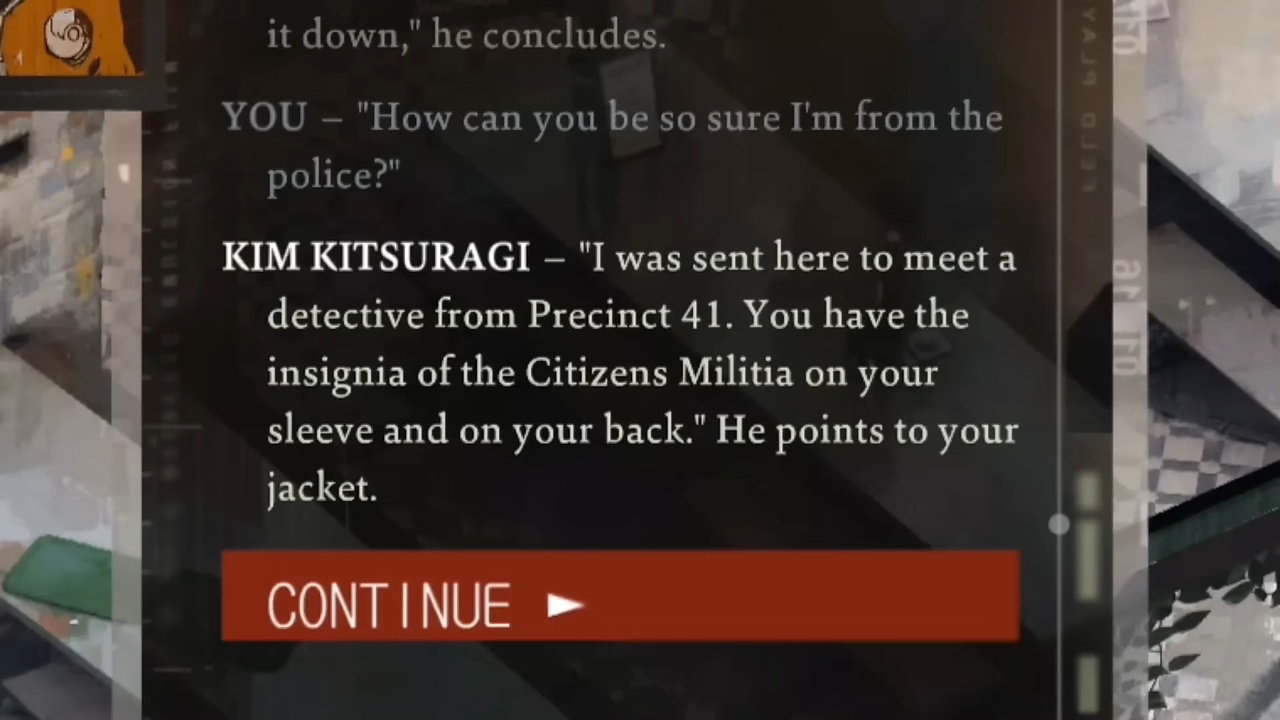 it down," he concludes.
YOU – "How can you be so sure I'm from the
police?"
KIM KITSURAGI – "I was sent here to meet a
detective from Precinct 41. You have the
insignia of the Citizens Militia on your
sleeve and on your back." He points to your
jacket.
CONTINUE ►